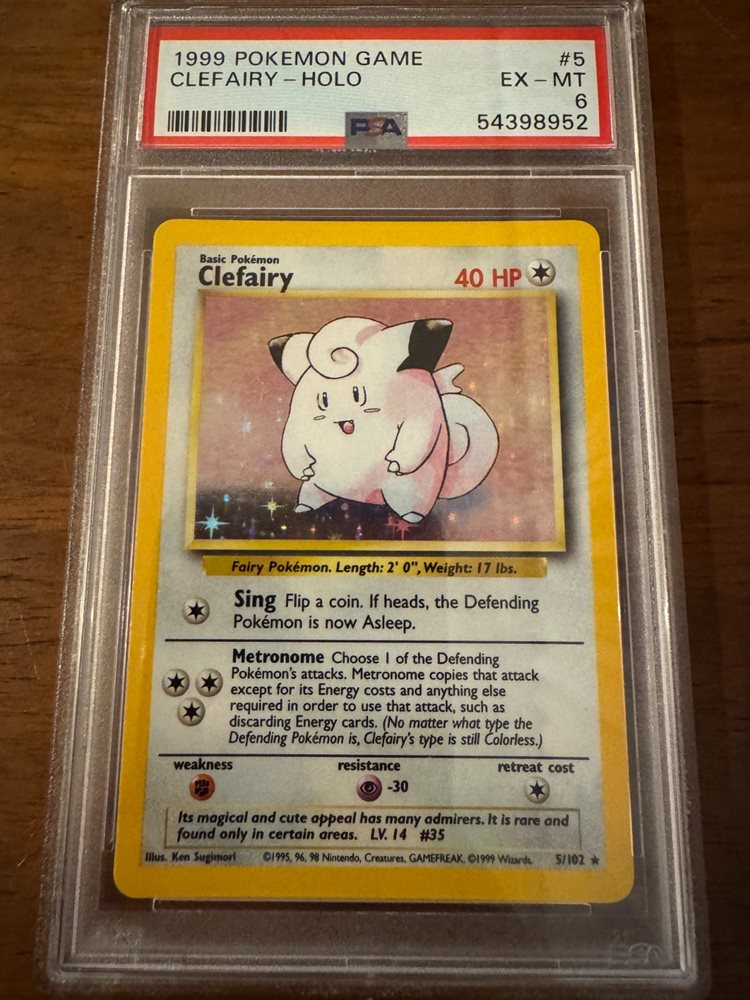 1999 POKEMON GAME #5
CLEFAIRY – HOLO EX – MT
6
PSA 54398952
Basic Pokémon
Clefairy 40 HP
Fairy Pokémon. Length: 2' 0", Weight: 17 lbs.
Sing Flip a coin. If heads, the Defending
Pokémon is now Asleep.
Metronome Choose 1 of the Defending
Pokémon's attacks. Metronome copies that attack
except for its Energy costs and anything else
required in order to use that attack, such as
discarding Energy cards. (No matter what type the
Defending Pokémon is, Clefairy's type is still Colorless.)
weakness resistance retreat cost
-30
Its magical and cute appeal has many admirers. It is rare and
found only in certain areas. LV. 14 #35
Illus. Ken Sugimori ©1995, 96, 98 Nintendo, Creatures, GAMEFREAK. ©1999 Wizards. 5/102